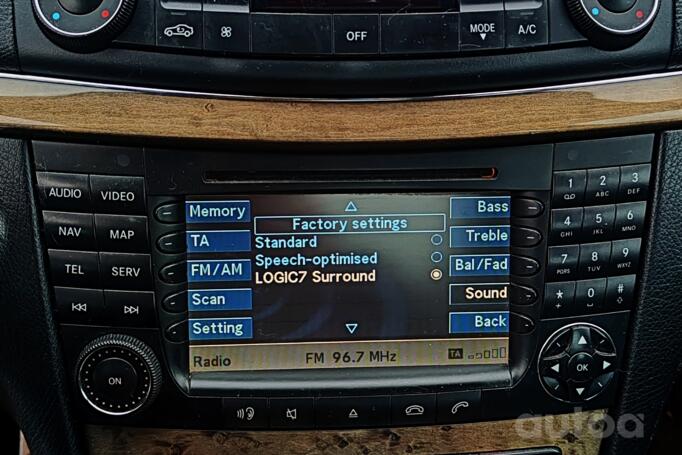 OFF
MODE
A/C
AUDIO VIDEO
NAV MAP
TEL SERV
ON
Memory
TA
FM/AM
Scan
Setting
Factory settings
Standard
Speech-optimised
LOGIC7 Surround
Bass
Treble
Bal/Fad
Sound
Back
Radio FM 96.7 MHz TA
1 2 ABC 3 DEF
4 GHI 5 JKL 6 MNO
7 PQRS 8 TUV 9 WXYZ
* 0 #
OK
autoa